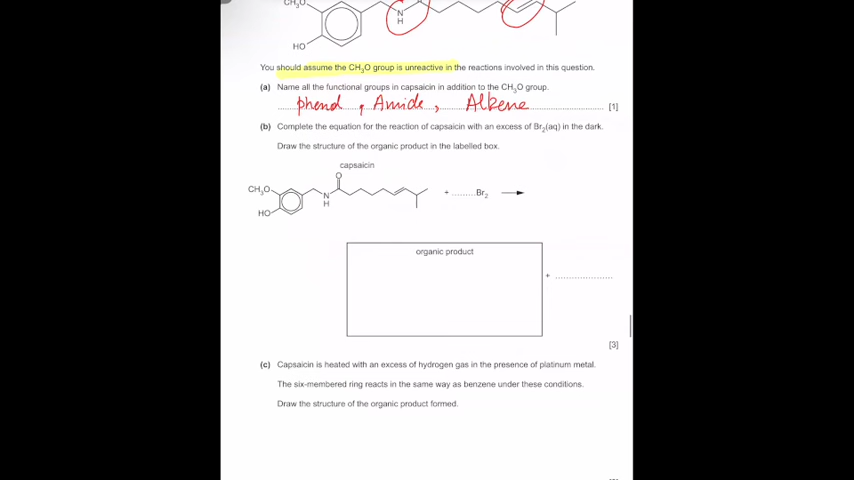 CH3O
N
H
HO
You should assume the CH3O group is unreactive in the reactions involved in this question.
(a) Name all the functional groups in capsaicin in addition to the CH3O group.
phenol , Amide , Alkene [1]
(b) Complete the equation for the reaction of capsaicin with an excess of Br2(aq) in the dark.
Draw the structure of the organic product in the labelled box.
capsaicin
O
CH3O
N
H
HO
+ ......... Br2
organic product
+ .....................
[3]
(c) Capsaicin is heated with an excess of hydrogen gas in the presence of platinum metal.
The six-membered ring reacts in the same way as benzene under these conditions.
Draw the structure of the organic product formed.